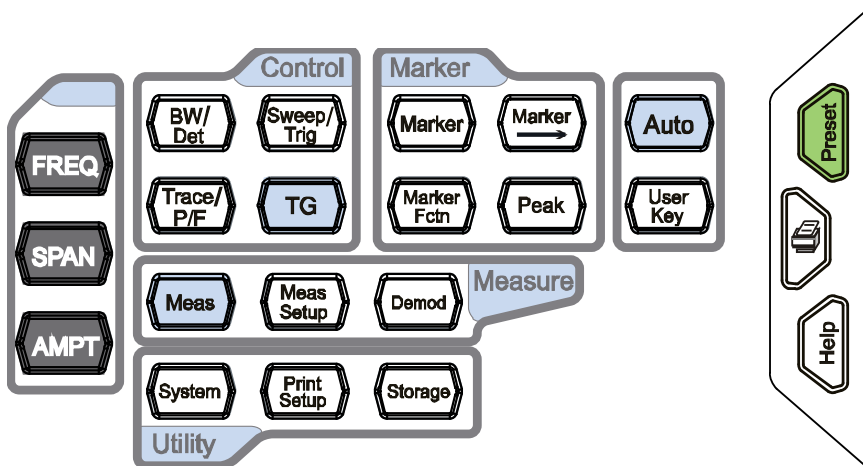 Control
Marker
BW/
Det
Sweep/
Trig
Marker
Marker
Auto
Preset
FREQ
Trace/
P/F
TG
Marker
Fctn
Peak
User
Key
SPAN
Meas
Meas
Setup
Demod
Measure
AMPT
Help
System
Print
Setup
Storage
Utility